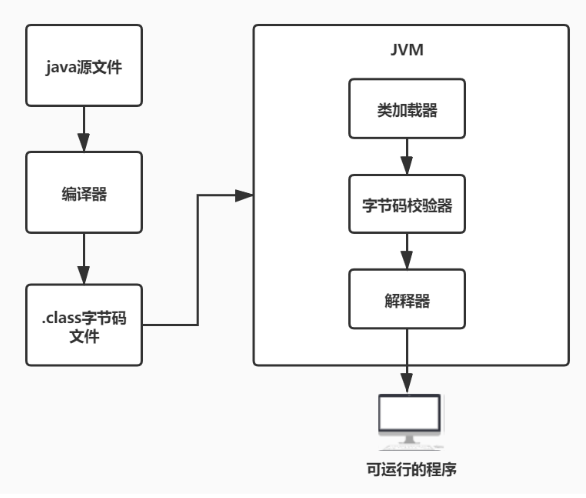 java源文件
编译器
.class字节码
文件
JVM
类加载器
字节码校验器
解释器
可运行的程序